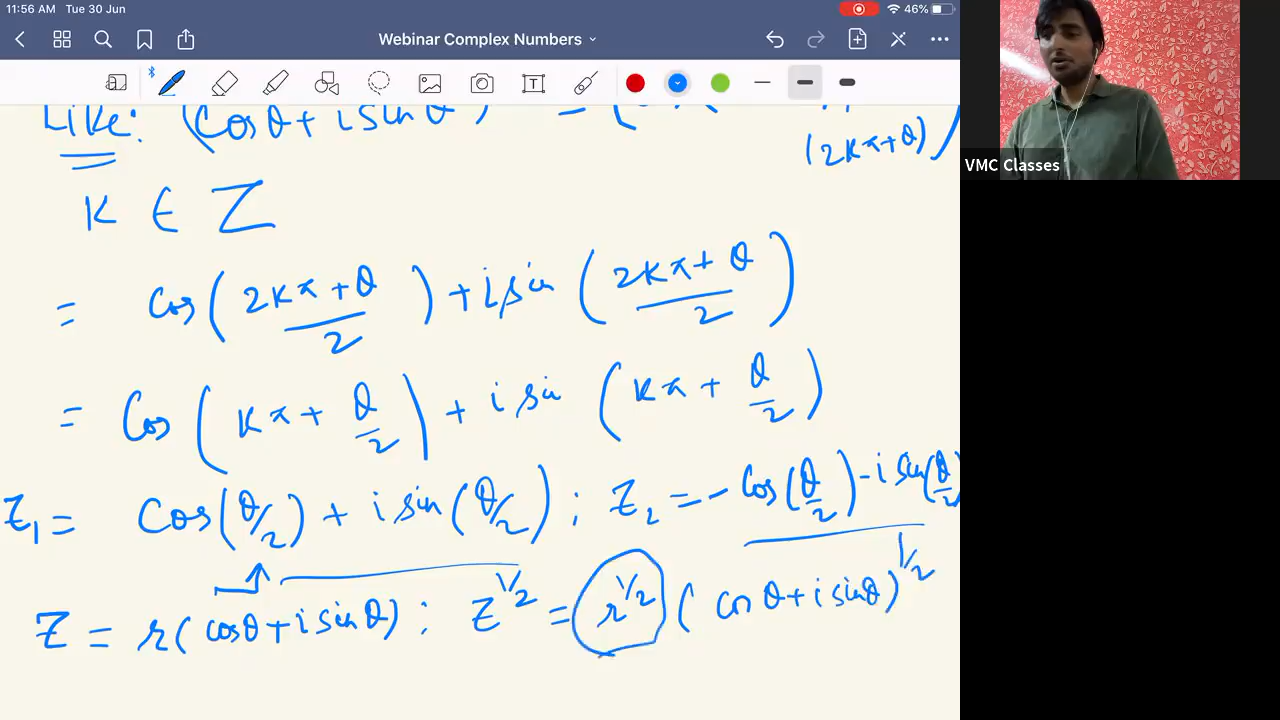 11:56 AM Tue 30 Jun
46%
Webinar Complex Numbers
T
VMC Classes
Like: (Cosθ + i sinθ)
(2kπ+θ)
K ∈ Z
= cos(2kπ+θ/2) + i sin(2kπ+θ/2)
= Cos(kπ + θ/2) + i sin(kπ + θ/2)
Z₁ = Cos(θ/2) + i sin(θ/2) ; Z₂ = -Cos(θ/2) - i sin(θ/2)
Z = r(cosθ + i sinθ) ; Z^1/2 = r^1/2 (cosθ + i sinθ)^1/2